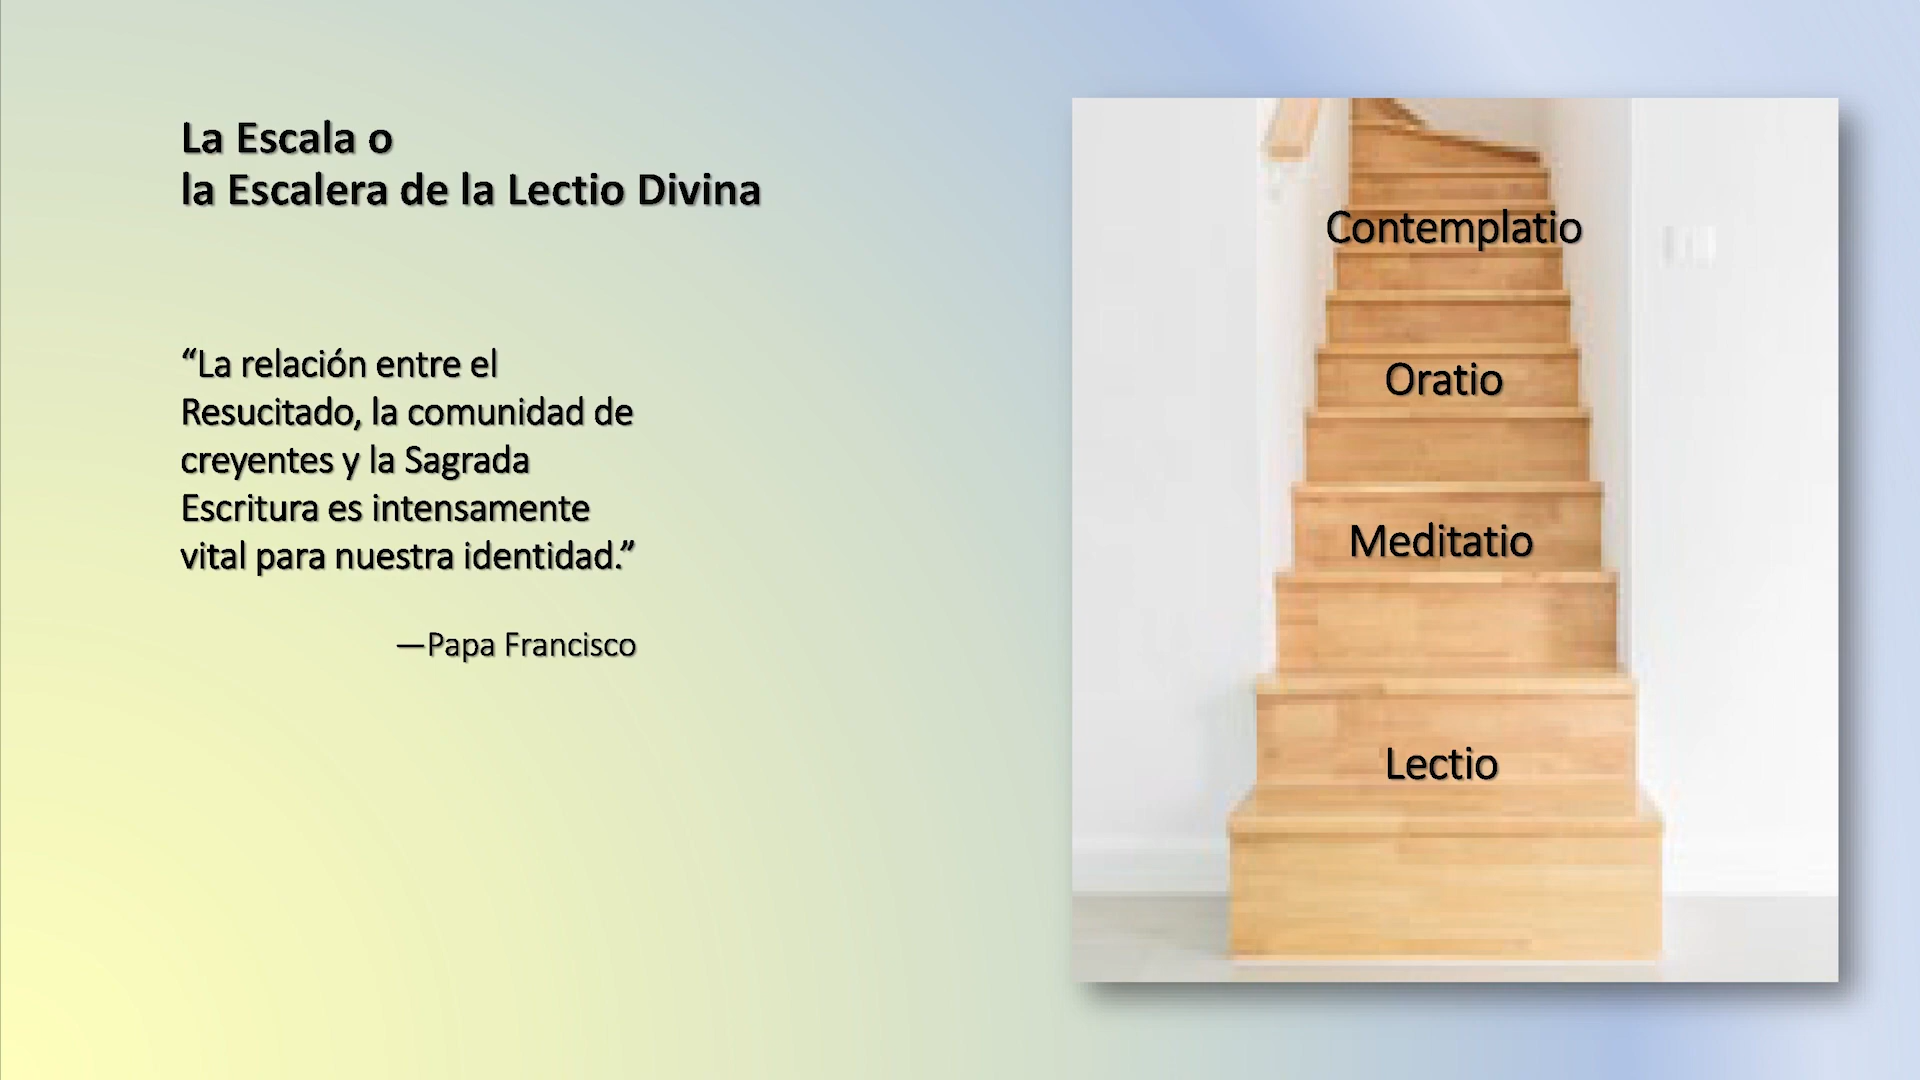 La Escala o
la Escalera de la Lectio Divina
“La relación entre el
Resucitado, la comunidad de
creyentes y la Sagrada
Escritura es intensamente
vital para nuestra identidad.”
—Papa Francisco
Contemplatio
Oratio
Meditatio
Lectio